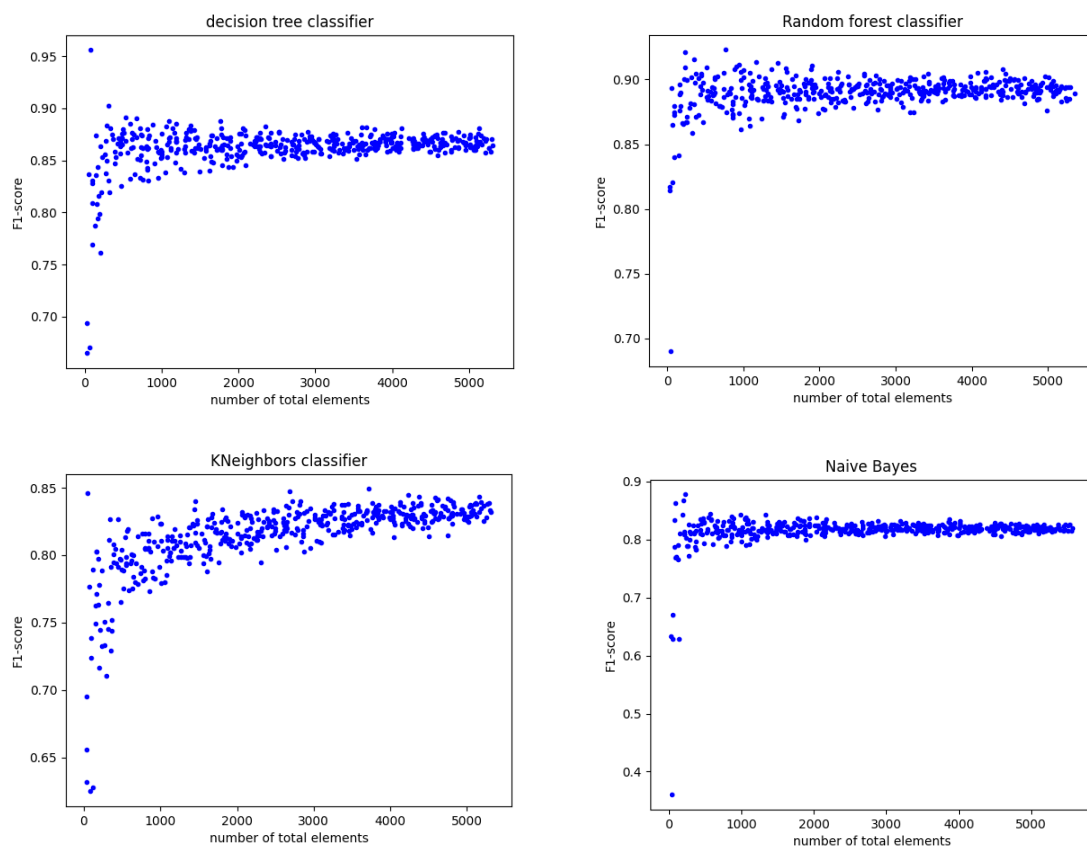 decision tree classifier
F1-score
0.95
0.90
0.85
0.80
0.75
0.70
0 1000 2000 3000 4000 5000
number of total elements
Random forest classifier
F1-score
0.90
0.85
0.80
0.75
0.70
0 1000 2000 3000 4000 5000
number of total elements
KNeighbors classifier
F1-score
0.85
0.80
0.75
0.70
0.65
0 1000 2000 3000 4000 5000
number of total elements
Naive Bayes
F1-score
0.9
0.8
0.7
0.6
0.5
0.4
0 1000 2000 3000 4000 5000
number of total elements